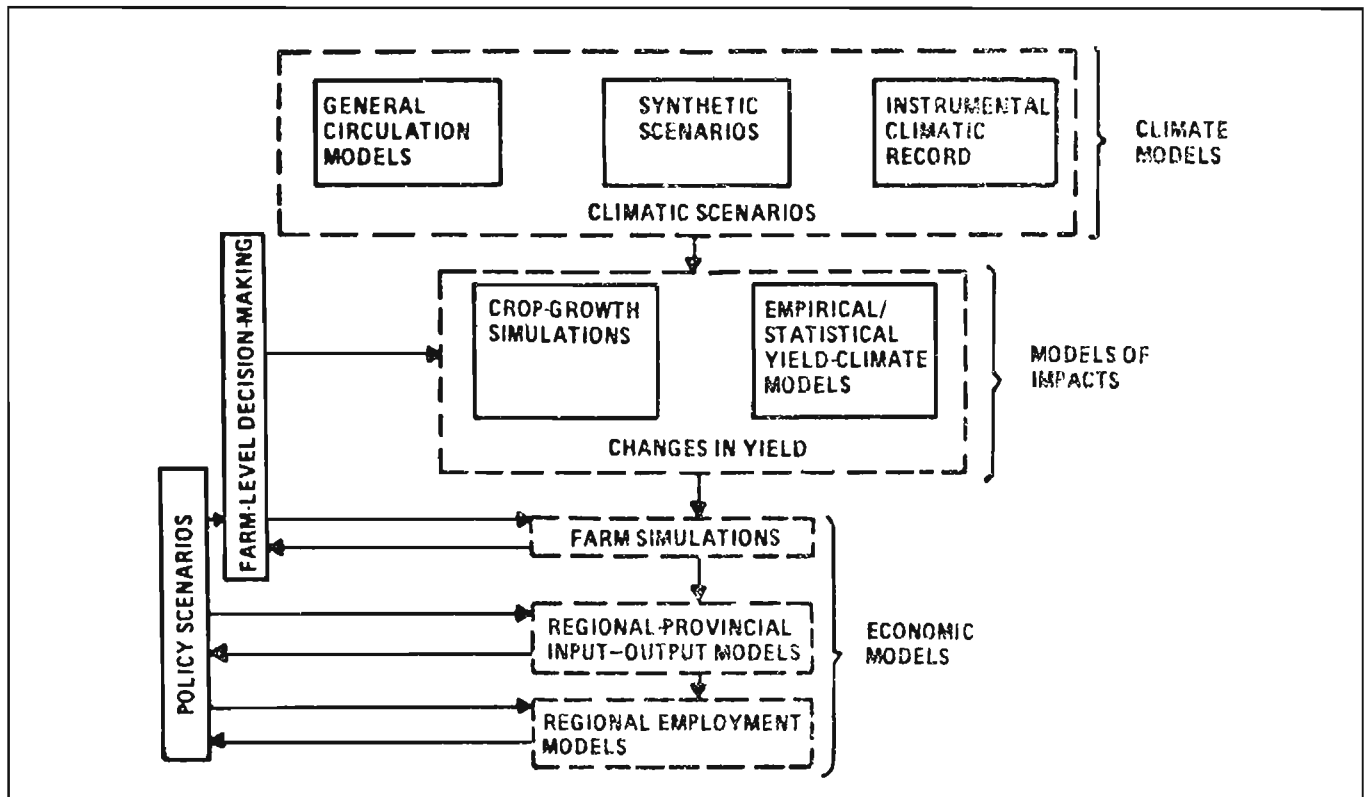 GENERAL
CIRCULATION
MODELS
SYNTHETIC
SCENARIOS
INSTRUMENTAL
CLIMATIC
RECORD
CLIMATIC SCENARIOS
CLIMATE
MODELS
CROP-GROWTH
SIMULATIONS
EMPIRICAL/
STATISTICAL
YIELD-CLIMATE
MODELS
CHANGES IN YIELD
MODELS OF
IMPACTS
FARM-LEVEL DECISION-MAKING
POLICY SCENARIOS
FARM SIMULATIONS
REGIONAL-PROVINCIAL
INPUT–OUTPUT MODELS
REGIONAL EMPLOYMENT
MODELS
ECONOMIC
MODELS